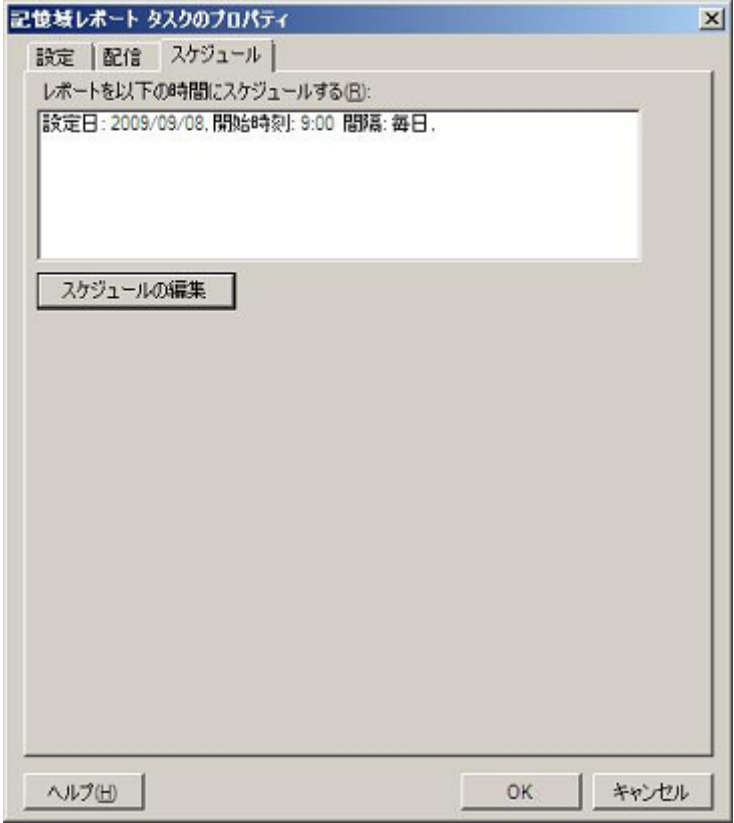 記憶域レポート タスクのプロパティ
設定 配信 スケジュール
レポートを以下の時間にスケジュールする(R):
設定日: 2009/09/08, 開始時刻: 9:00 間隔: 毎日.
スケジュールの編集
ヘルプ(H) OK キャンセル